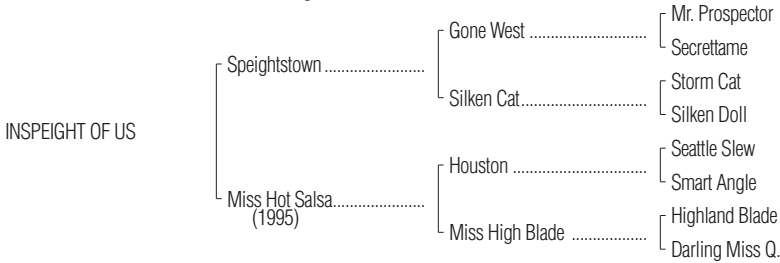 Mr. Prospector
Gone West ............................
Secrettame
Speightstown ........................
Storm Cat
Silken Cat..............................
Silken Doll
INSPEIGHT OF US
Seattle Slew
Houston ................................
Smart Angle
Miss Hot Salsa......................
(1995)
Highland Blade
Miss High Blade ..................
Darling Miss Q.